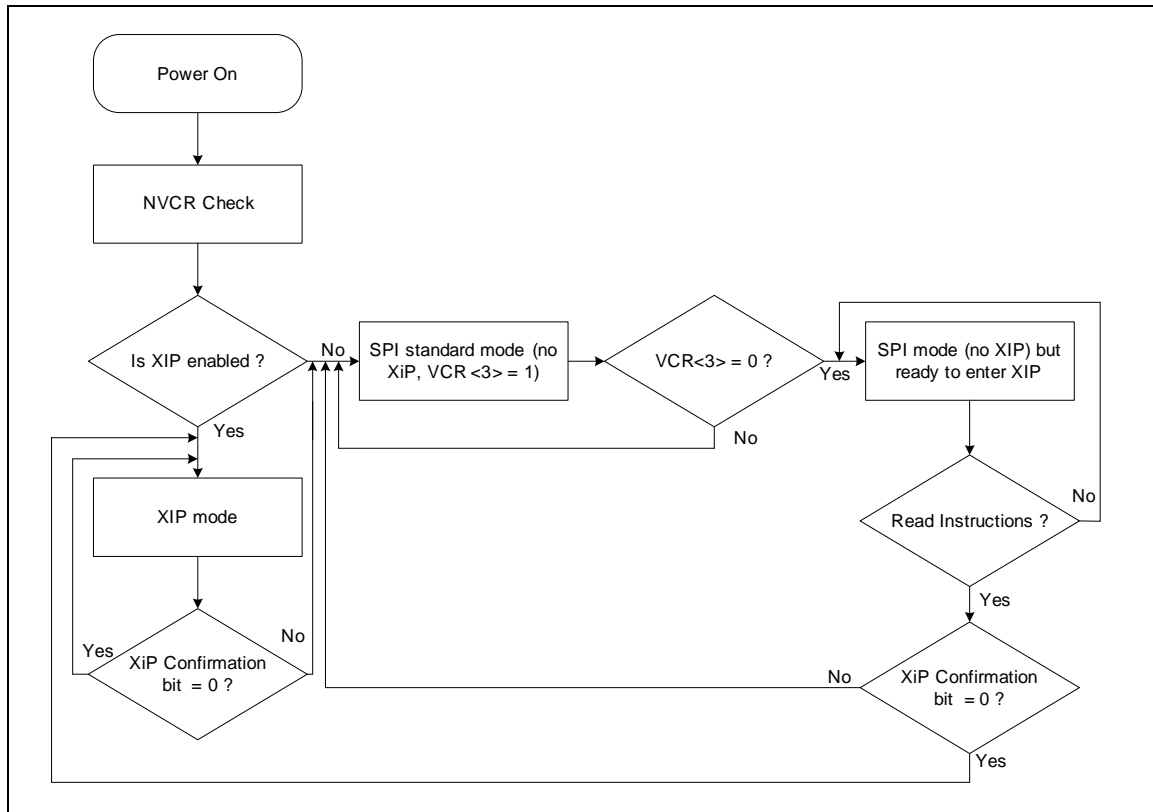 Power On
NVCR Check
Is XIP enabled ?
No
SPI standard mode (no
XiP, VCR <3> = 1)
VCR<3> = 0 ?
Yes
SPI mode (no XIP) but
ready to enter XIP
Yes
No
XIP mode
Read Instructions ?
No
Yes
Yes
XiP Confirmation
bit = 0 ?
No
No
XiP Confirmation
bit = 0 ?
Yes